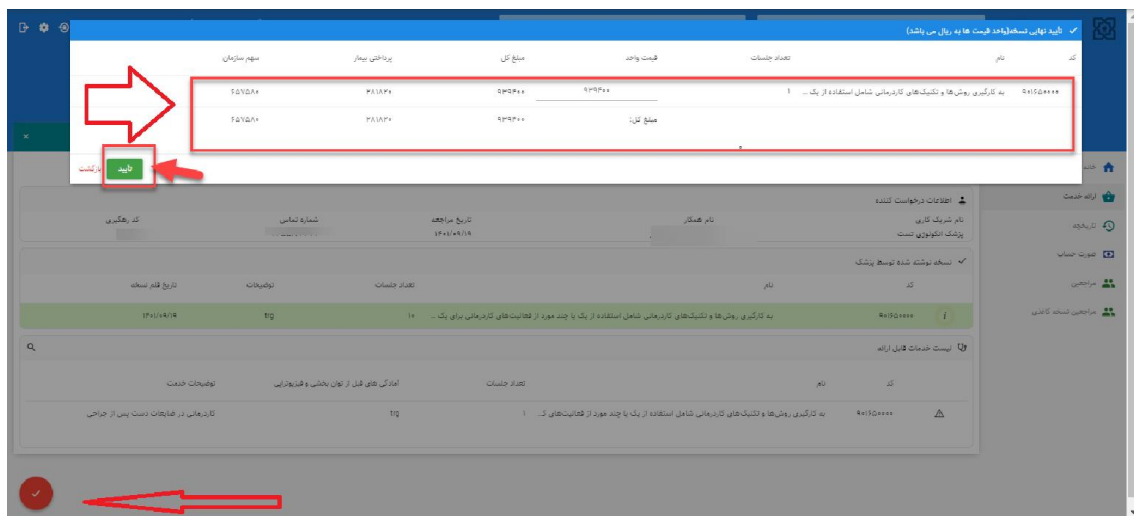 ✓ تأیید نهایی نسخه(واحد قیمت ها به ریال می باشد)
کد نام تعداد جلسات قیمت واحد مبلغ کل پرداختی بیمار سهم سازمان
۹۰۱۶۵۰۰۰۰ به کارگیری روش‌ها و تکنیک‌های کاردرمانی شامل استفاده از یک ... ۱ ۹۳۹۴۰۰ ۹۳۹۴۰۰ ۲۸۱۸۲۰ ۶۵۷۵۸۰
مبلغ کل: ۹۳۹۴۰۰ ۲۸۱۸۲۰ ۶۵۷۵۸۰
تایید بازگشت
خانه
ارائه خدمت
تاریخچه
صورت حساب
مراجعین
مراجعین نسخه کاغذی
اطلاعات درخواست کننده
نام شریک کاری نام همکار تاریخ مراجعه شماره تماس کد رهگیری
پزشک انکولوژی تست ۱۴۰۱/۰۹/۱۹
نسخه نوشته شده توسط پزشک
کد نام تعداد جلسات توضیحات تاریخ قلم نسخه
۹۰۱۶۵۰۰۰۰ به کارگیری روش‌ها و تکنیک‌های کاردرمانی شامل استفاده از یک یا چند مورد از فعالیت‌های کاردرمانی برای یک ... ۱۰ trg ۱۴۰۱/۰۹/۱۹
لیست خدمات قابل ارائه
کد نام تعداد جلسات آمادگی های قبل از توان بخشی و فیزیوتراپی توضیحات خدمت
۹۰۱۶۵۰۰۰۰ به کارگیری روش‌ها و تکنیک‌های کاردرمانی شامل استفاده از یک یا چند مورد از فعالیت‌های ک... ۱ trg کاردرمانی در ضایعات دست پس از جراحی